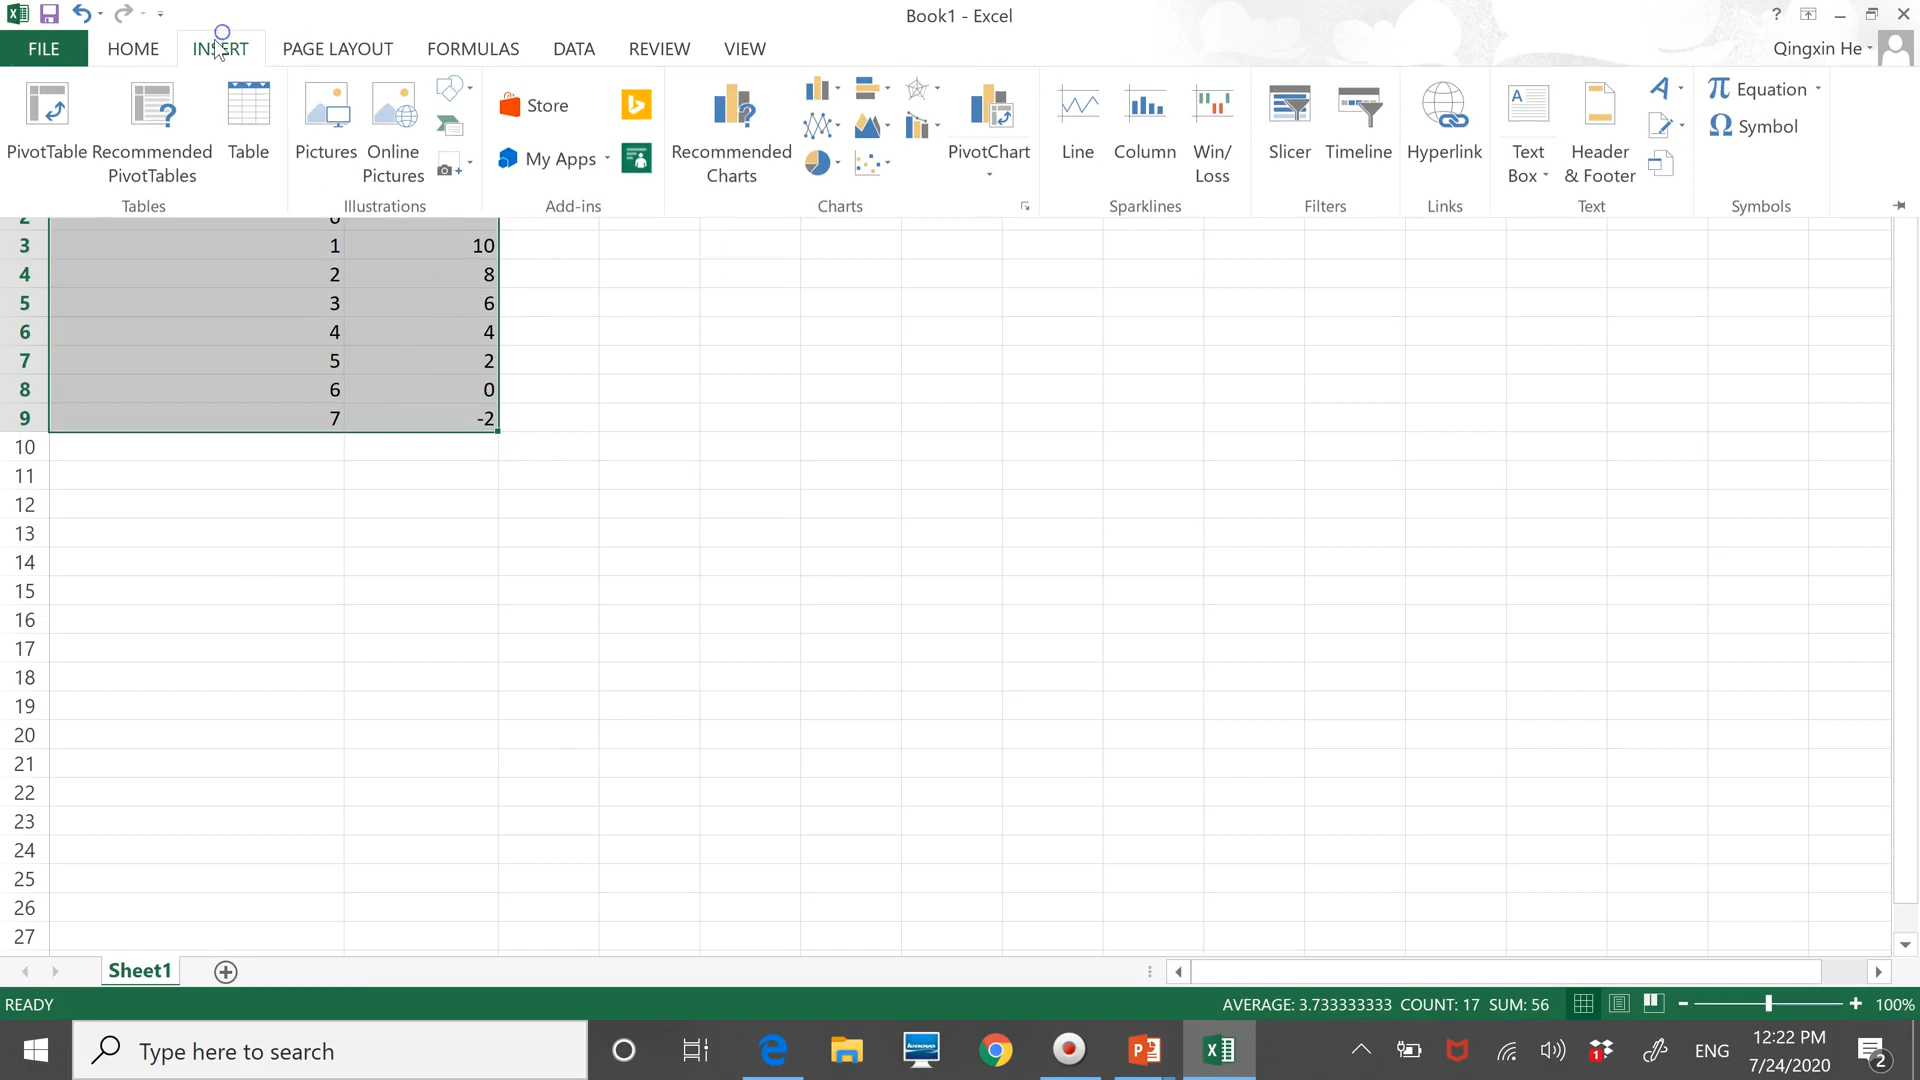 Book1 - Excel
?
FILE HOME INSERT PAGE LAYOUT FORMULAS DATA REVIEW VIEW
Qingxin He
PivotTable Recommended PivotTables Table
Pictures Online Pictures
Store
My Apps
Recommended Charts
PivotChart
Line Column Win/ Loss
Slicer Timeline
Hyperlink
Text Box Header & Footer
Equation
Symbol
Tables Illustrations Add-ins Charts Sparklines Filters Links Text Symbols
2 0
3 1 10
4 2 8
5 3 6
6 4 4
7 5 2
8 6 0
9 7 -2
10
11
12
13
14
15
16
17
18
19
20
21
22
23
24
25
26
27
Sheet1
READY
AVERAGE: 3.733333333 COUNT: 17 SUM: 56
100%
Type here to search
1
ENG
12:22 PM
7/24/2020
2